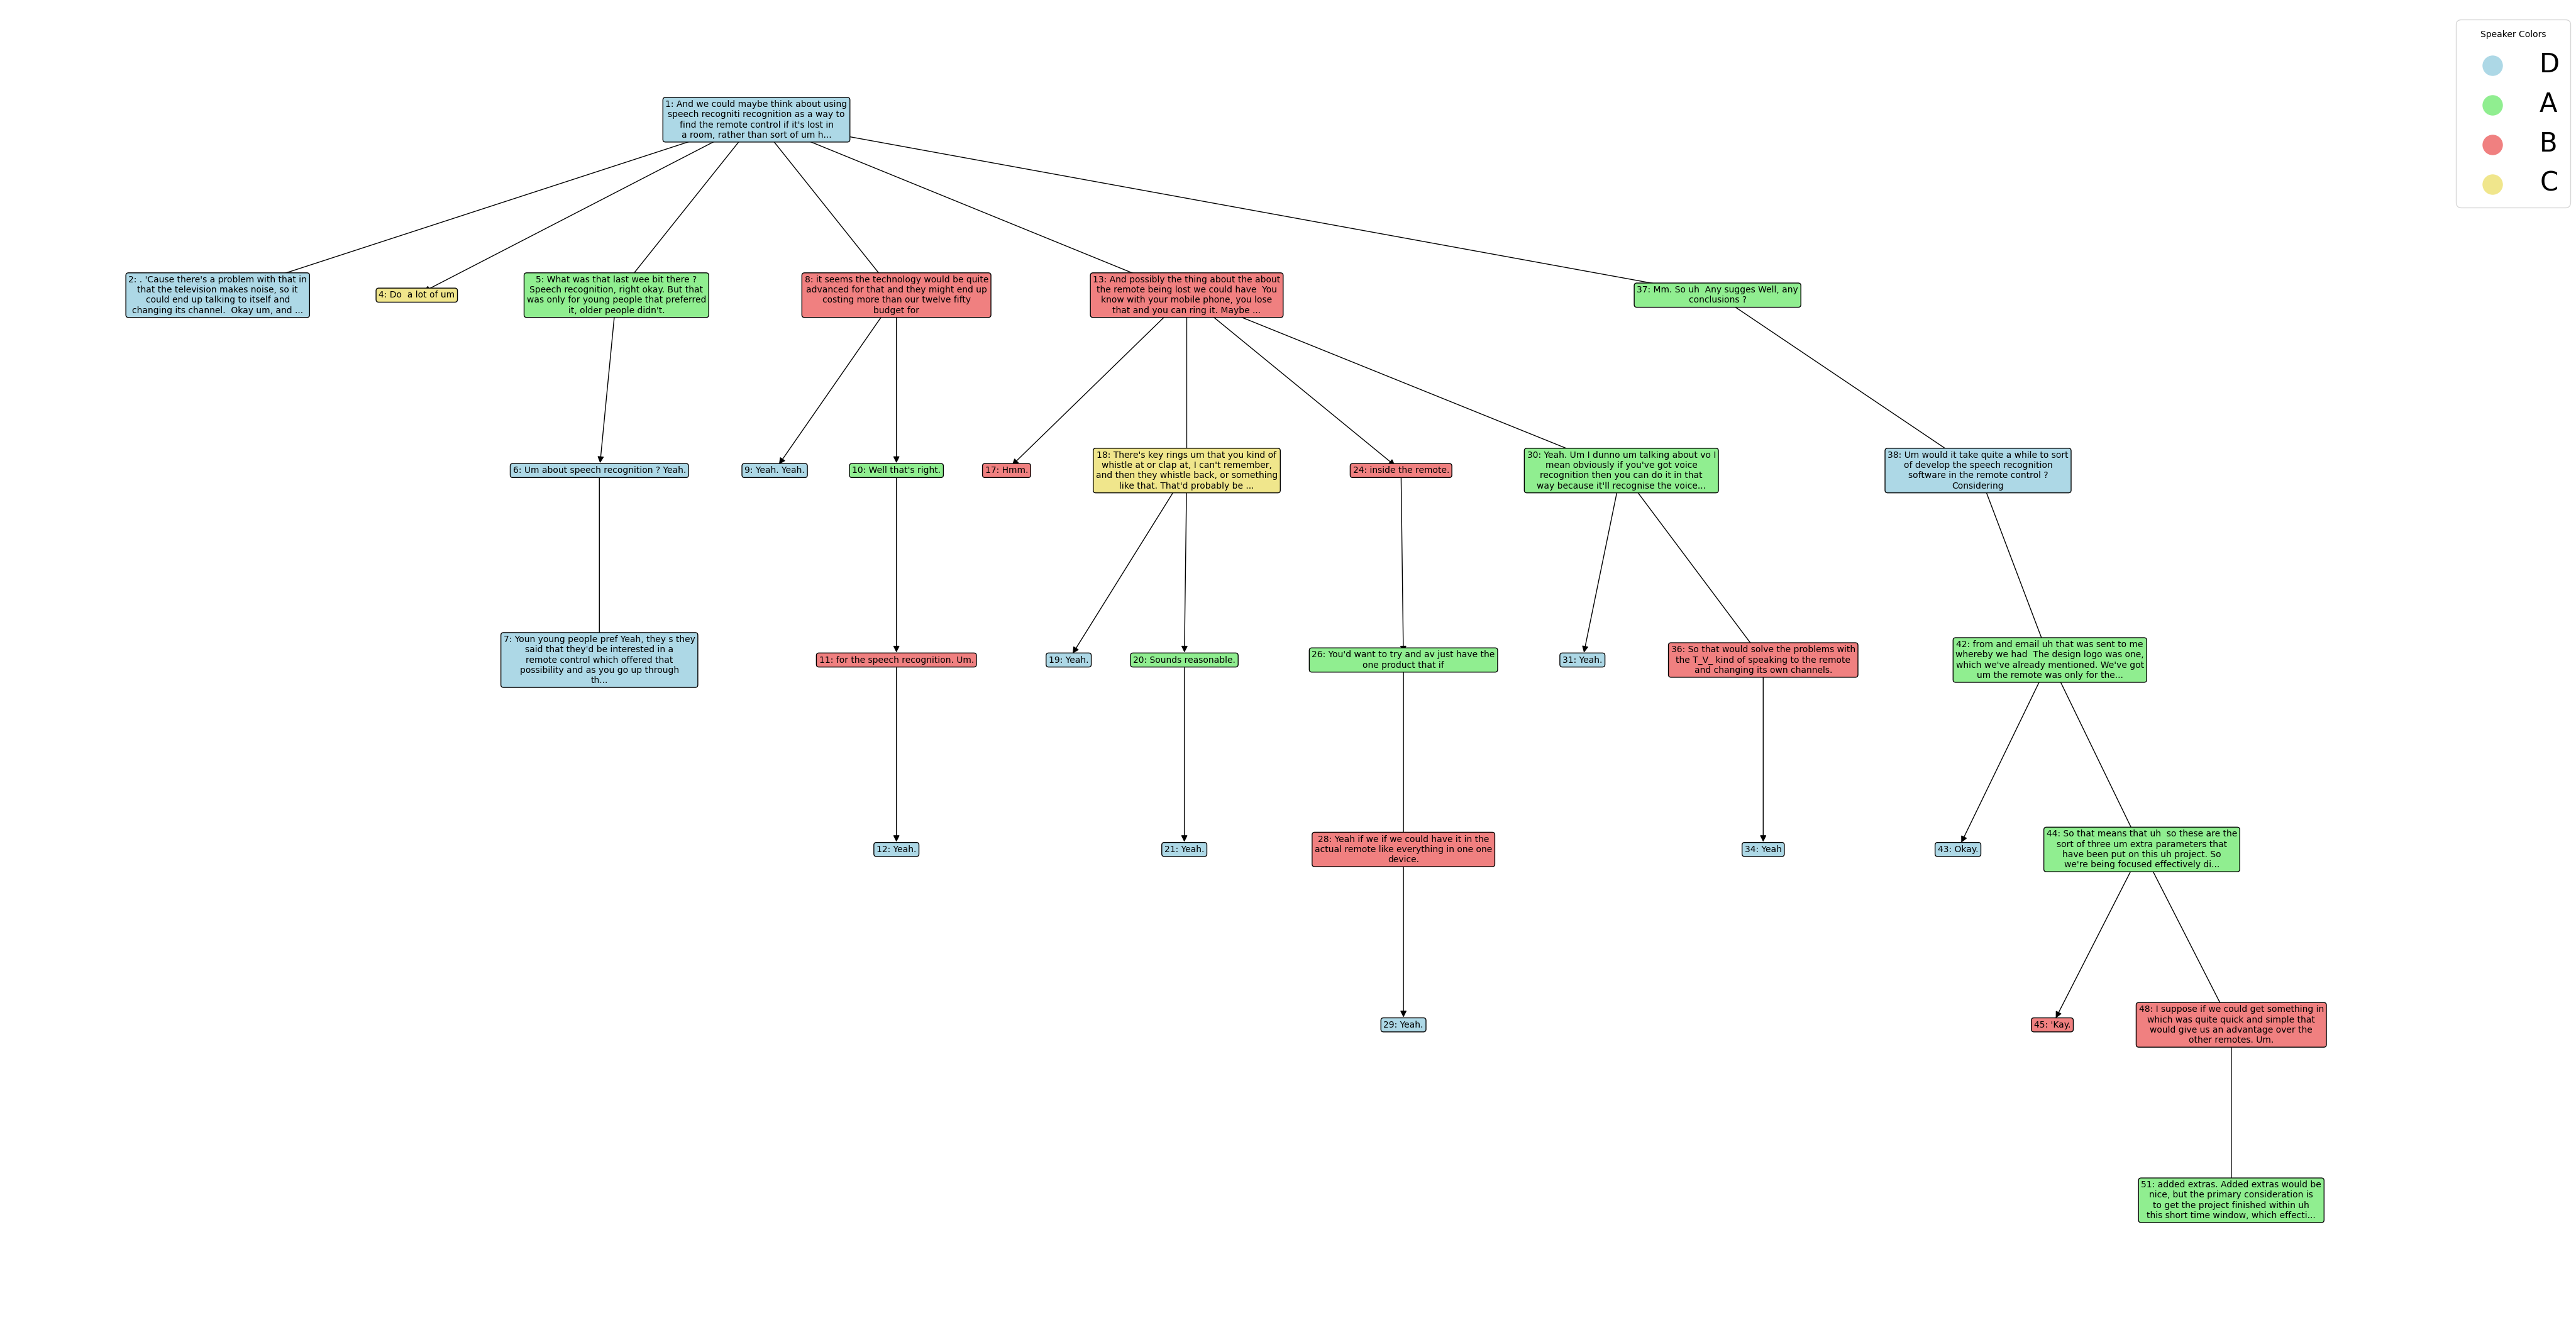 Speaker Colors
D
A
B
C
1: And we could maybe think about using
speech recogniti recognition as a way to
find the remote control if it's lost in
a room, rather than sort of um h...
2: . 'Cause there's a problem with that in
that the television makes noise, so it
could end up talking to itself and
changing its channel.  Okay um, and ...
4: Do  a lot of um
5: What was that last wee bit there ?
Speech recognition, right okay. But that
was only for young people that preferred
it, older people didn't.
8: it seems the technology would be quite
advanced for that and they might end up
costing more than our twelve fifty
budget for
13: And possibly the thing about the about
the remote being lost we could have  You
know with your mobile phone, you lose
that and you can ring it. Maybe ...
37: Mm. So uh  Any sugges Well, any
conclusions ?
6: Um about speech recognition ? Yeah.
9: Yeah. Yeah.
10: Well that's right.
17: Hmm.
18: There's key rings um that you kind of
whistle at or clap at, I can't remember,
and then they whistle back, or something
like that. That'd probably be ...
24: inside the remote.
30: Yeah. Um I dunno um talking about vo I
mean obviously if you've got voice
recognition then you can do it in that
way because it'll recognise the voice...
38: Um would it take quite a while to sort
of develop the speech recognition
software in the remote control ?
Considering
7: Youn young people pref Yeah, they s they
said that they'd be interested in a
remote control which offered that
possibility and as you go up through
th...
11: for the speech recognition. Um.
19: Yeah.
20: Sounds reasonable.
26: You'd want to try and av just have the
one product that if
31: Yeah.
36: So that would solve the problems with
the T_V_ kind of speaking to the remote
and changing its own channels.
42: from and email uh that was sent to me
whereby we had  The design logo was one,
which we've already mentioned. We've got
um the remote was only for the...
12: Yeah.
21: Yeah.
28: Yeah if we if we could have it in the
actual remote like everything in one one
device.
34: Yeah
43: Okay.
44: So that means that uh  so these are the
sort of three um extra parameters that
have been put on this uh project. So
we're being focused effectively di...
29: Yeah.
45: 'Kay.
48: I suppose if we could get something in
which was quite quick and simple that
would give us an advantage over the
other remotes. Um.
51: added extras. Added extras would be
nice, but the primary consideration is
to get the project finished within uh
this short time window, which effecti...